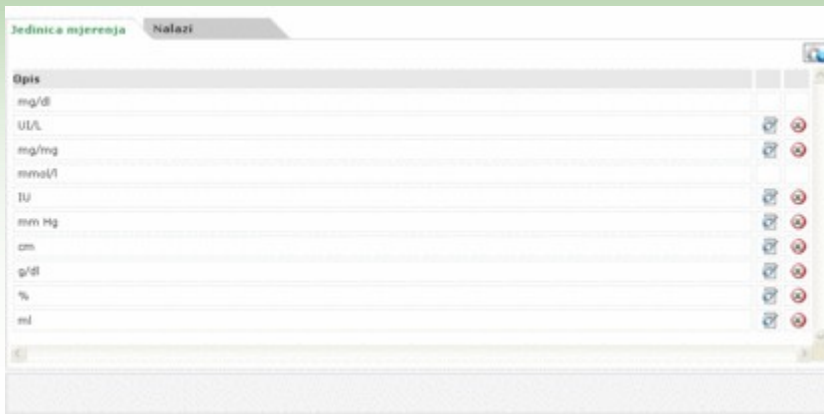 Jedinica mjerenja Nalazi
Opis
mg/dl
UI/L
mg/mg
mmol/l
IU
mm Hg
cm
g/dl
%
ml